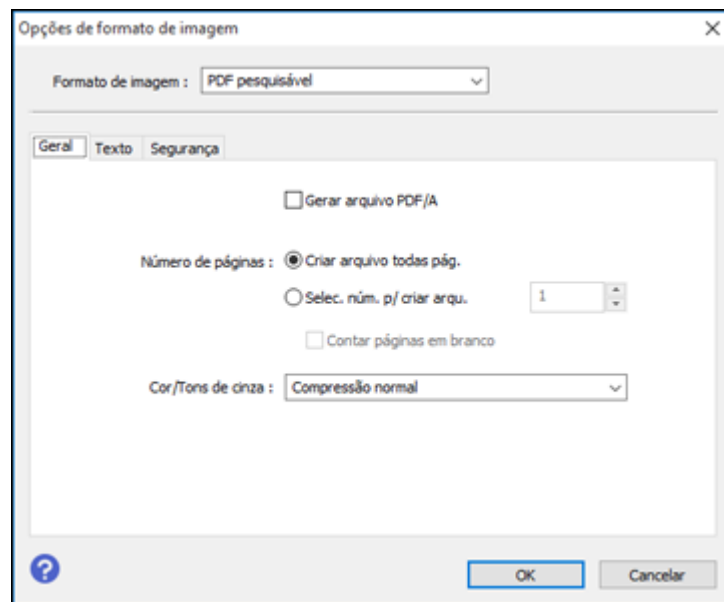 Opções de formato de imagem
Formato de imagem : PDF pesquisável
Geral Texto Segurança
Gerar arquivo PDF/A
Número de páginas : Criar arquivo todas pág.
Selec. núm. p/ criar arqu. 1
Contar páginas em branco
Cor/Tons de cinza : Compressão normal
? OK Cancelar